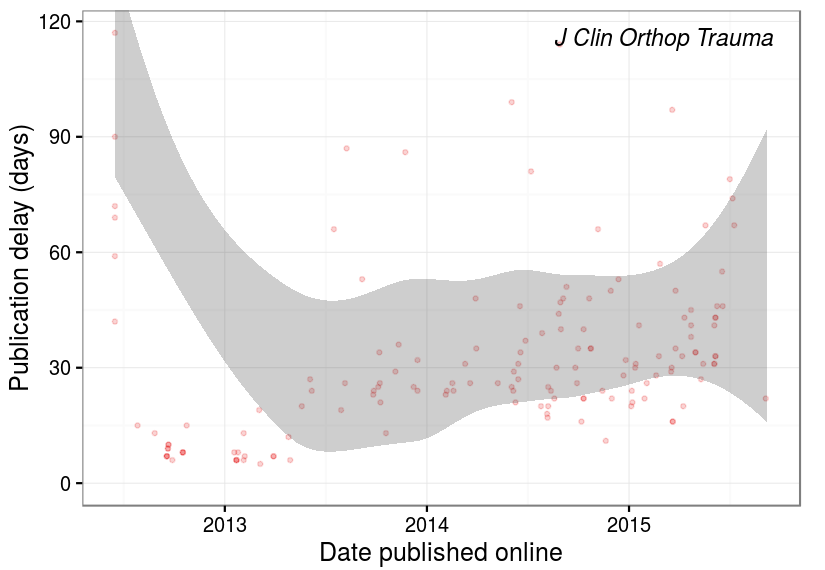 J Clin Orthop Trauma
Publication delay (days)
120
90
60
30
0
2013 2014 2015
Date published online